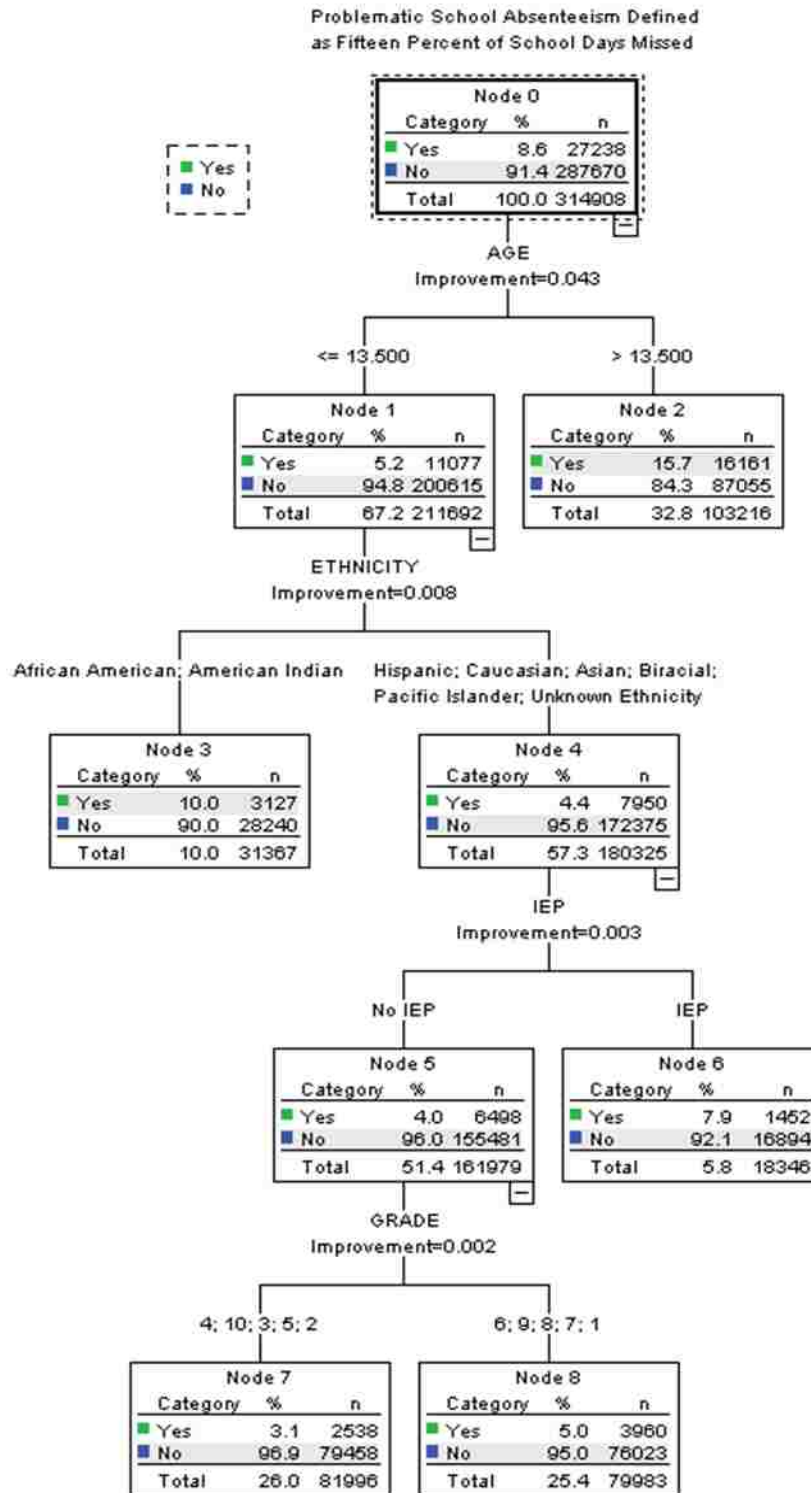 Problematic School Absenteeism Defined
as Fifteen Percent of School Days Missed
Yes
No
Node 0
Category % n
Yes 8.6 27238
No 91.4 287670
Total 100.0 314908
AGE
Improvement=0.043
<= 13.500
> 13.500
Node 1
Category % n
Yes 5.2 11077
No 94.8 200615
Total 67.2 211692
Node 2
Category % n
Yes 15.7 16161
No 84.3 87055
Total 32.8 103216
ETHNICITY
Improvement=0.008
African American; American Indian
Hispanic; Caucasian; Asian; Biracial;
Pacific Islander; Unknown Ethnicity
Node 3
Category % n
Yes 10.0 3127
No 90.0 28240
Total 10.0 31367
Node 4
Category % n
Yes 4.4 7950
No 95.6 172375
Total 57.3 180325
IEP
Improvement=0.003
No IEP
IEP
Node 5
Category % n
Yes 4.0 6498
No 96.0 155481
Total 51.4 161979
Node 6
Category % n
Yes 7.9 1452
No 92.1 16894
Total 5.8 18346
GRADE
Improvement=0.002
4; 10; 3; 5; 2
6; 9; 8; 7; 1
Node 7
Category % n
Yes 3.1 2538
No 96.9 79458
Total 26.0 81996
Node 8
Category % n
Yes 5.0 3960
No 95.0 76023
Total 25.4 79983